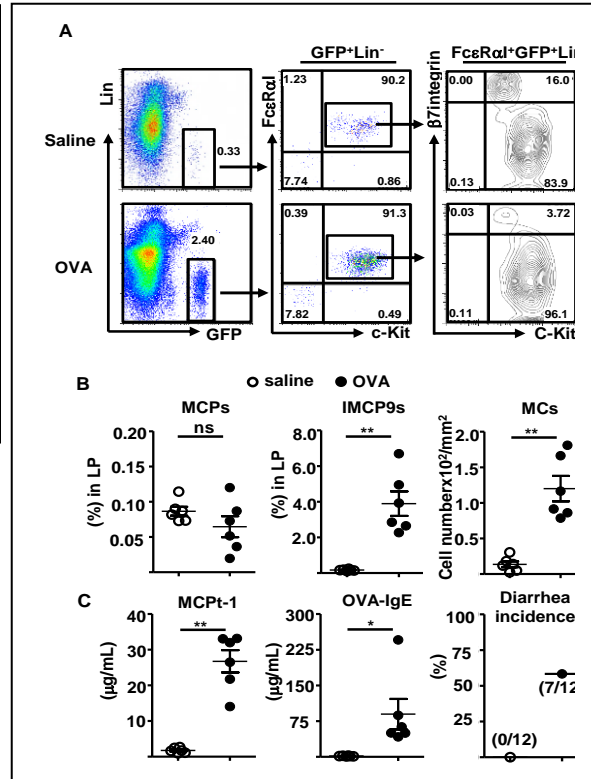 A
GFP⁺Lin⁻
FcεRαI⁺GFP⁺Lin
Lin
FcεRαI
β7integrin
Saline
0.33
1.23
90.2
7.74
0.86
0.00
16.0
0.13
83.9
OVA
2.40
0.39
91.3
7.82
0.49
0.03
3.72
0.11
96.1
GFP
c-Kit
C-Kit
B
saline
OVA
MCPs
IMCP9s
MCs
ns
**
**
(%) in LP
0.20
0.15
0.10
0.05
(%) in LP
8.0
6.0
4.0
2.0
Cell numberx10²/mm²
2.0
1.5
1.0
0.5
C
MCPt-1
OVA-IgE
Diarrhea
incidence
**
*
(μg/mL)
40
30
20
10
(μg/mL)
300
225
150
75
(%)
100
75
50
25
(7/12
(0/12)